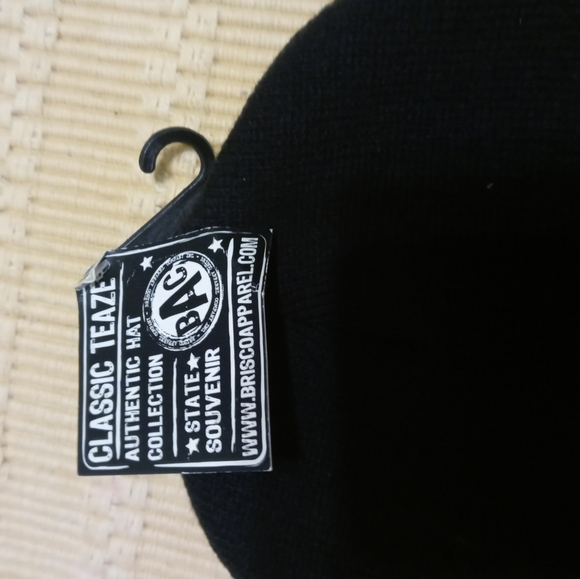 CLASSIC TEAZE
AUTHENTIC HAT
COLLECTION
BAC
★STATE★
SOUVENIR
WWW.BRISCOAPPAREL.COM